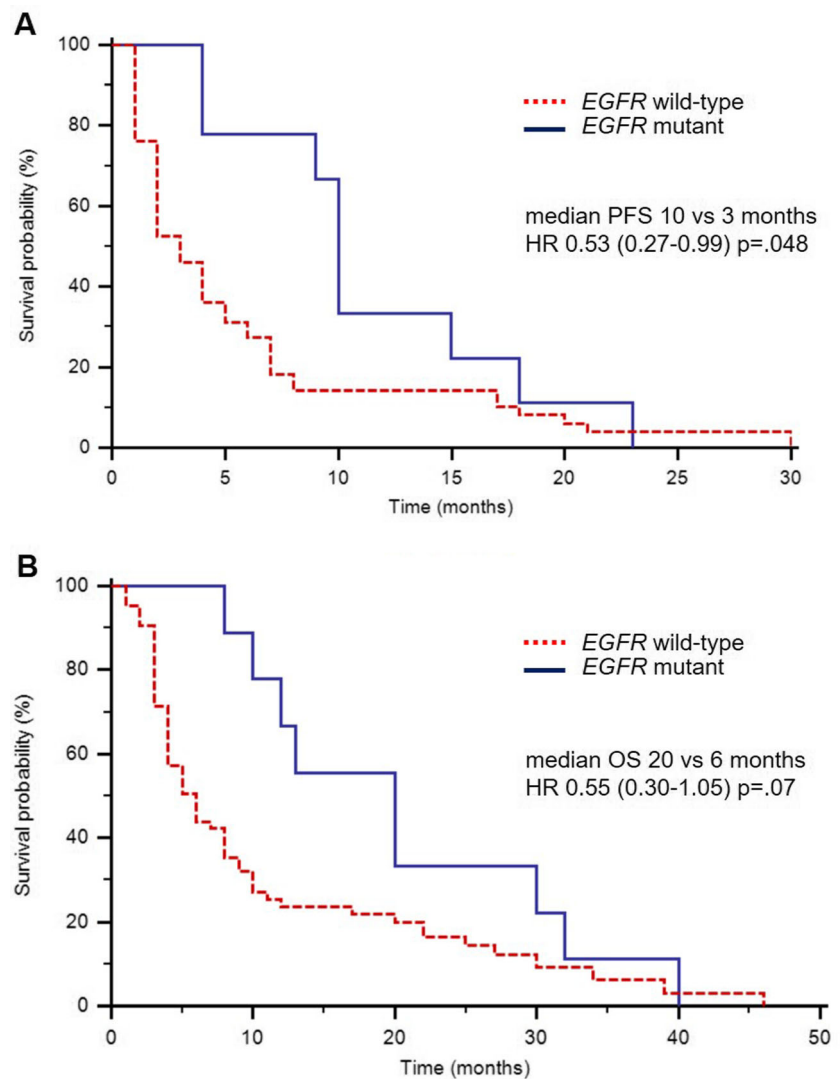 A
100
80
60
40
20
0
Survival probability (%)
EGFR wild-type
EGFR mutant
median PFS 10 vs 3 months
HR 0.53 (0.27-0.99) p=.048
0 5 10 15 20 25 30
Time (months)
B
100
80
60
40
20
0
Survival probability (%)
EGFR wild-type
EGFR mutant
median OS 20 vs 6 months
HR 0.55 (0.30-1.05) p=.07
0 10 20 30 40 50
Time (months)